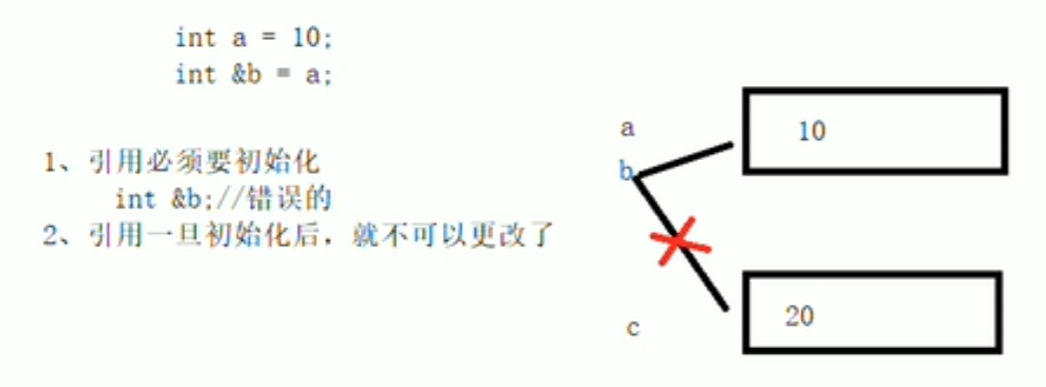 int a = 10;
int &b = a;
1、引用必须要初始化
int &b;//错误的
2、引用一旦初始化后，就不可以更改了
a
10
b
20
c